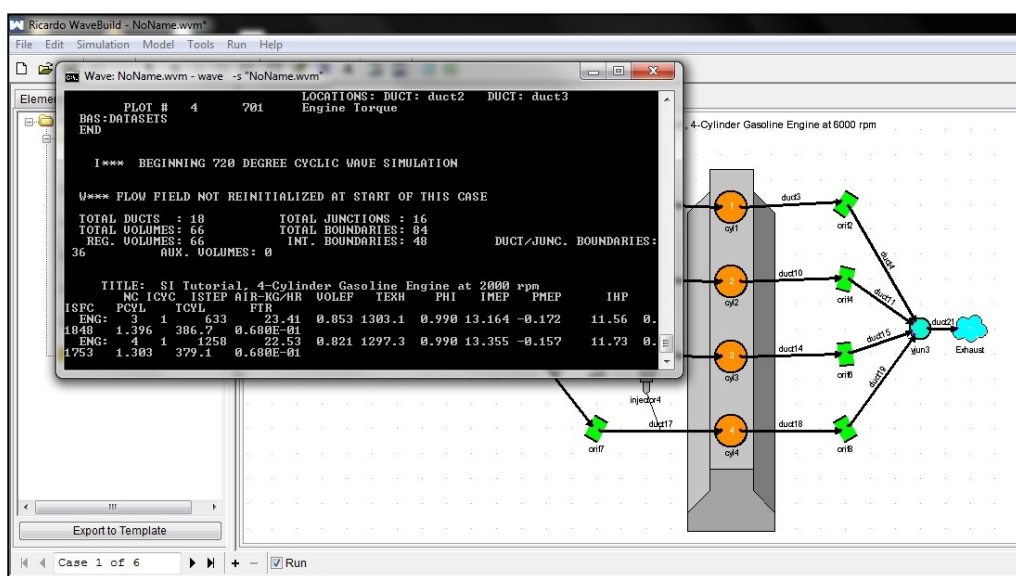 Ricardo WaveBuild - NoName.wvm*
File Edit Simulation Model Tools Run Help
Wave: NoName.wvm - wave -s "NoName.wvm"
LOCATIONS: DUCT: duct2 DUCT: duct3
PLOT # 4 701 Engine Torque
BAS:DATASETS
END
I*** BEGINNING 720 DEGREE CYCLIC WAVE SIMULATION
W*** FLOW FIELD NOT REINITIALIZED AT START OF THIS CASE
TOTAL DUCTS : 18 TOTAL JUNCTIONS : 16
TOTAL VOLUMES: 66 TOTAL BOUNDARIES: 84
REG. VOLUMES: 66 INT. BOUNDARIES: 48 DUCT/JUNC. BOUNDARIES:
36 AUX. VOLUMES: 0
TITLE: SI Tutorial, 4-Cylinder Gasoline Engine at 2000 rpm
NC ICYC ISTEP AIR-KG/HR VOLEF TEXH PHI IMEP PMEP IHP
ISFC PCYL TCYL FTR
ENG: 3 1 633 23.41 0.853 1303.1 0.990 13.164 -0.172 11.56 0.
1848 1.396 386.7 0.680E-01
ENG: 4 1 1258 22.53 0.821 1297.3 0.990 13.355 -0.157 11.73 0.
1753 1.303 379.1 0.680E-01
Eleme
, 4-Cylinder Gasoline Engine at 6000 rpm
1
cyl1
duct3
orif2
duct4
2
cyl2
duct10
orif4
duct11
3
cyl3
duct14
orif6
duct15
yjun3
duct21
Exhaust
injector4
orif7
duct17
4
cyl4
duct18
orif8
duct19
Export to Template
Case 1 of 6
Run